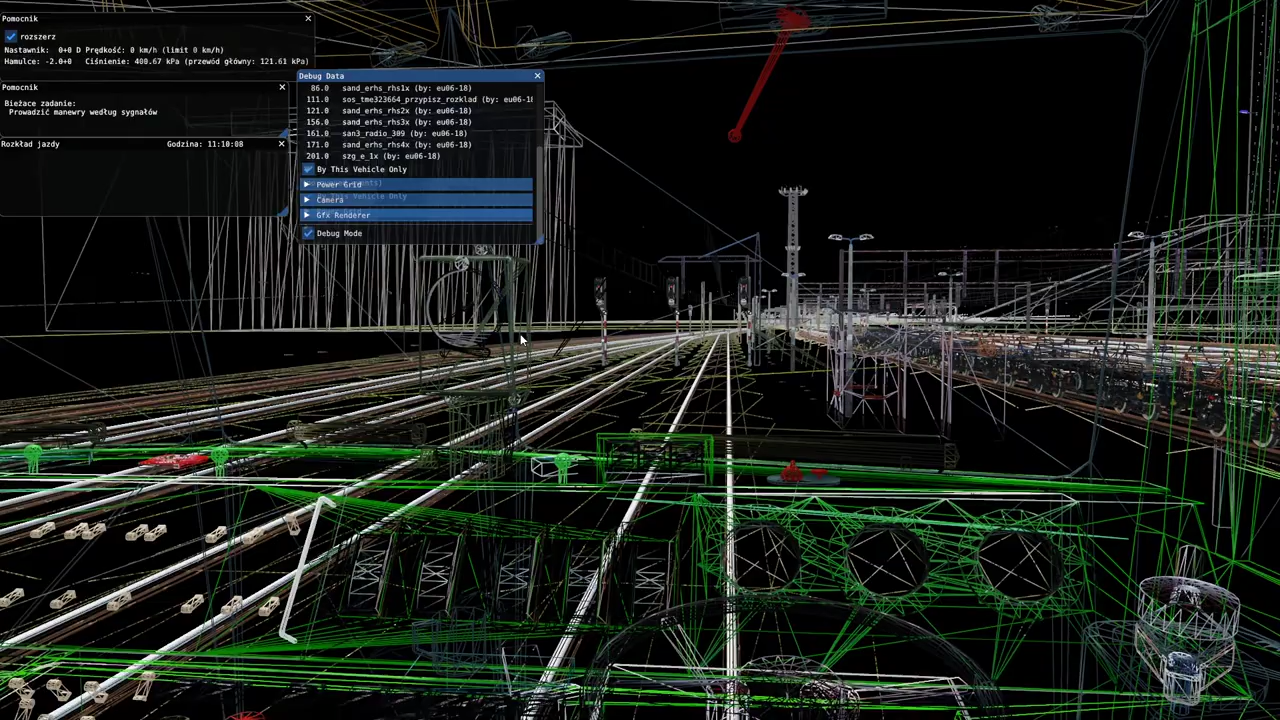 Pomocnik
rozszerz
Nastawnik: 0+0 D Prędkość: 0 km/h (limit 0 km/h)
Hamulce: -2.0+0 Ciśnienie: 400.67 kPa (przewód główny: 121.61 kPa)
Pomocnik
Bieżące zadanie:
Prowadzić manewry według sygnałów
Rozkład jazdy Godzina: 11:10:08
Debug Data
86.0 sand_erhs_rhs1x (by: eu06-18)
111.0 sos_tme323664_przypisz_rozklad (by: eu06-18
121.0 sand_erhs_rhs2x (by: eu06-18)
156.0 sand_erhs_rhs3x (by: eu06-18)
161.0 san3_radio_309 (by: eu06-18)
171.0 sand_erhs_rhs4x (by: eu06-18)
201.0 szg_e_1x (by: eu06-18)
By This Vehicle Only
Power Grid
By This Vehicle Only
Camera
Gfx Renderer
Debug Mode